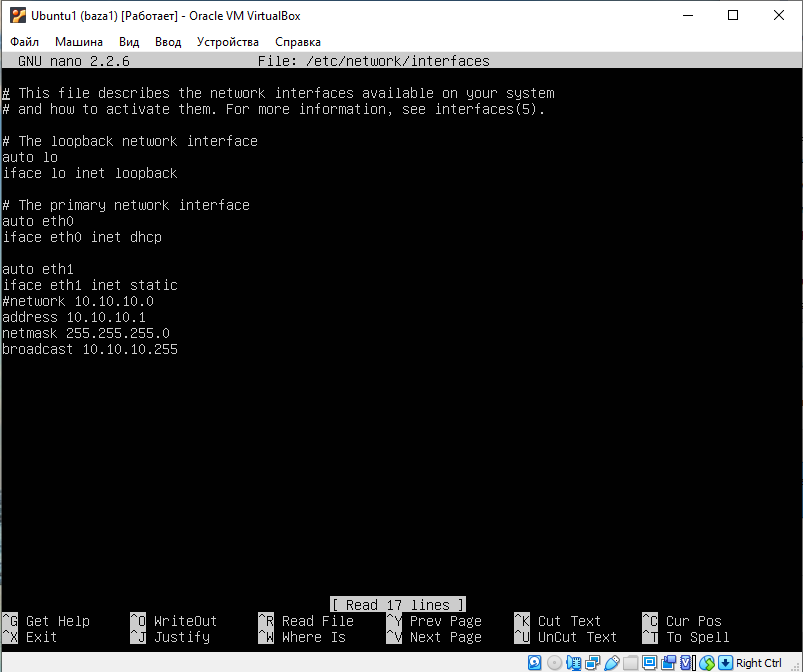 Ubuntu1 (baza1) [Работает] - Oracle VM VirtualBox
Файл Машина Вид Ввод Устройства Справка
GNU nano 2.2.6 File: /etc/network/interfaces
# This file describes the network interfaces available on your system
# and how to activate them. For more information, see interfaces(5).
# The loopback network interface
auto lo
iface lo inet loopback
# The primary network interface
auto eth0
iface eth0 inet dhcp
auto eth1
iface eth1 inet static
#network 10.10.10.0
address 10.10.10.1
netmask 255.255.255.0
broadcast 10.10.10.255
[ Read 17 lines ]
^G Get Help ^O WriteOut ^R Read File ^Y Prev Page ^K Cut Text ^C Cur Pos
^X Exit ^J Justify ^W Where Is ^V Next Page ^U UnCut Text ^T To Spell
Right Ctrl